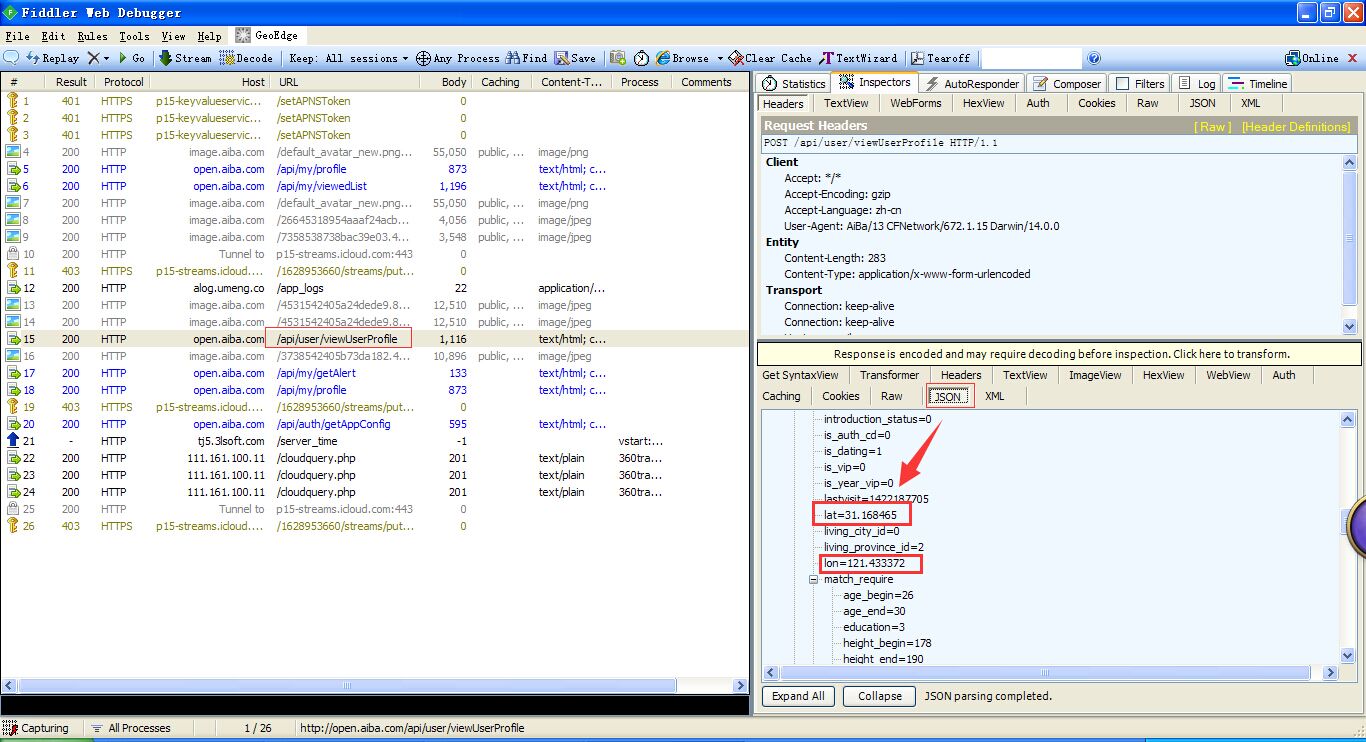 Fiddler Web Debugger
File Edit Rules Tools View Help GeoEdge
Replay Go Stream Decode Keep: All sessions Any Process Find Save Browse Clear Cache TextWizard Tearoff Online
# Result Protocol Host URL Body Caching Content-T... Process Comments
1 401 HTTPS p15-keyvalueservic... /setAPNSToken 0
2 401 HTTPS p15-keyvalueservic... /setAPNSToken 0
3 401 HTTPS p15-keyvalueservic... /setAPNSToken 0
4 200 HTTP image.aiba.com /default_avatar_new.png... 55,050 public, ... image/png
5 200 HTTP open.aiba.com /api/my/profile 873 text/html; c...
6 200 HTTP open.aiba.com /api/my/viewedList 1,196 text/html; c...
7 200 HTTP image.aiba.com /default_avatar_new.png... 55,050 public, ... image/png
8 200 HTTP image.aiba.com /26645318954aaaf24acb... 4,056 public, ... image/jpeg
9 200 HTTP image.aiba.com /7358538738bac39e03.4... 3,548 public, ... image/jpeg
10 200 HTTP Tunnel to p15-streams.icloud.com:443 0
11 403 HTTPS p15-streams.icloud.... /1628953660/streams/put... 0
12 200 HTTP alog.umeng.co /app_logs 22 application/...
13 200 HTTP image.aiba.com /4531542405a24dede9.8... 12,510 public, ... image/jpeg
14 200 HTTP image.aiba.com /4531542405a24dede9.8... 12,510 public, ... image/jpeg
15 200 HTTP open.aiba.com /api/user/viewUserProfile 1,116 text/html; c...
16 200 HTTP image.aiba.com /3738542405b73da182.4... 10,896 public, ... image/jpeg
17 200 HTTP open.aiba.com /api/my/getAlert 133 text/html; c...
18 200 HTTP open.aiba.com /api/my/profile 873 text/html; c...
19 403 HTTPS p15-streams.icloud.... /1628953660/streams/put... 0
20 200 HTTP open.aiba.com /api/auth/getAppConfig 595 text/html; c...
21 - HTTP tj5.3lsoft.com /server_time -1 vstart:...
22 200 HTTP 111.161.100.11 /cloudquery.php 201 text/plain 360tra...
23 200 HTTP 111.161.100.11 /cloudquery.php 201 text/plain 360tra...
24 200 HTTP 111.161.100.11 /cloudquery.php 201 text/plain 360tra...
25 200 HTTP Tunnel to p15-streams.icloud.com:443 0
26 403 HTTPS p15-streams.icloud.... /1628953660/streams/put... 0
Statistics Inspectors AutoResponder Composer Filters Log Timeline
Headers TextView WebForms HexView Auth Cookies Raw JSON XML
Request Headers [ Raw ] [Header Definitions]
POST /api/user/viewUserProfile HTTP/1.1
Client
Accept: */*
Accept-Encoding: gzip
Accept-Language: zh-cn
User-Agent: AiBa/13 CFNetwork/672.1.15 Darwin/14.0.0
Entity
Content-Length: 283
Content-Type: application/x-www-form-urlencoded
Transport
Connection: keep-alive
Connection: keep-alive
Response is encoded and may require decoding before inspection. Click here to transform.
Get SyntaxView Transformer Headers TextView ImageView HexView WebView Auth
Caching Cookies Raw JSON XML
introduction_status=0
is_auth_cd=0
is_dating=1
is_vip=0
is_year_vip=0
lastvisit=1422187705
lat=31.168465
living_city_id=0
living_province_id=2
lon=121.433372
match_require
age_begin=26
age_end=30
education=3
height_begin=178
height_end=190
Expand All Collapse JSON parsing completed.
Capturing All Processes 1 / 26 http://open.aiba.com/api/user/viewUserProfile